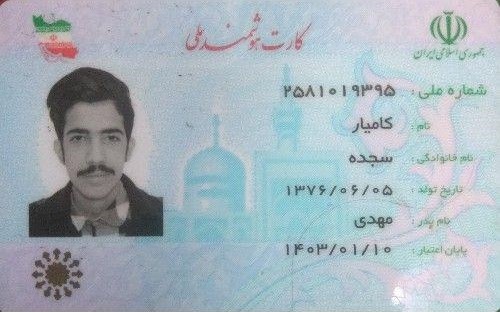 کارت هوشمند ملی
جمهوری اسلامی ایران
شماره ملی : ۲۵۸۱۰۱۹۳۹۵
نام : کامیار
نام خانوادگی : سجده
تاریخ تولد : ۱۳۷۶/۰۶/۰۵
نام پدر : مهدی
پایان اعتبار : ۱۴۰۳/۰۱/۱۰